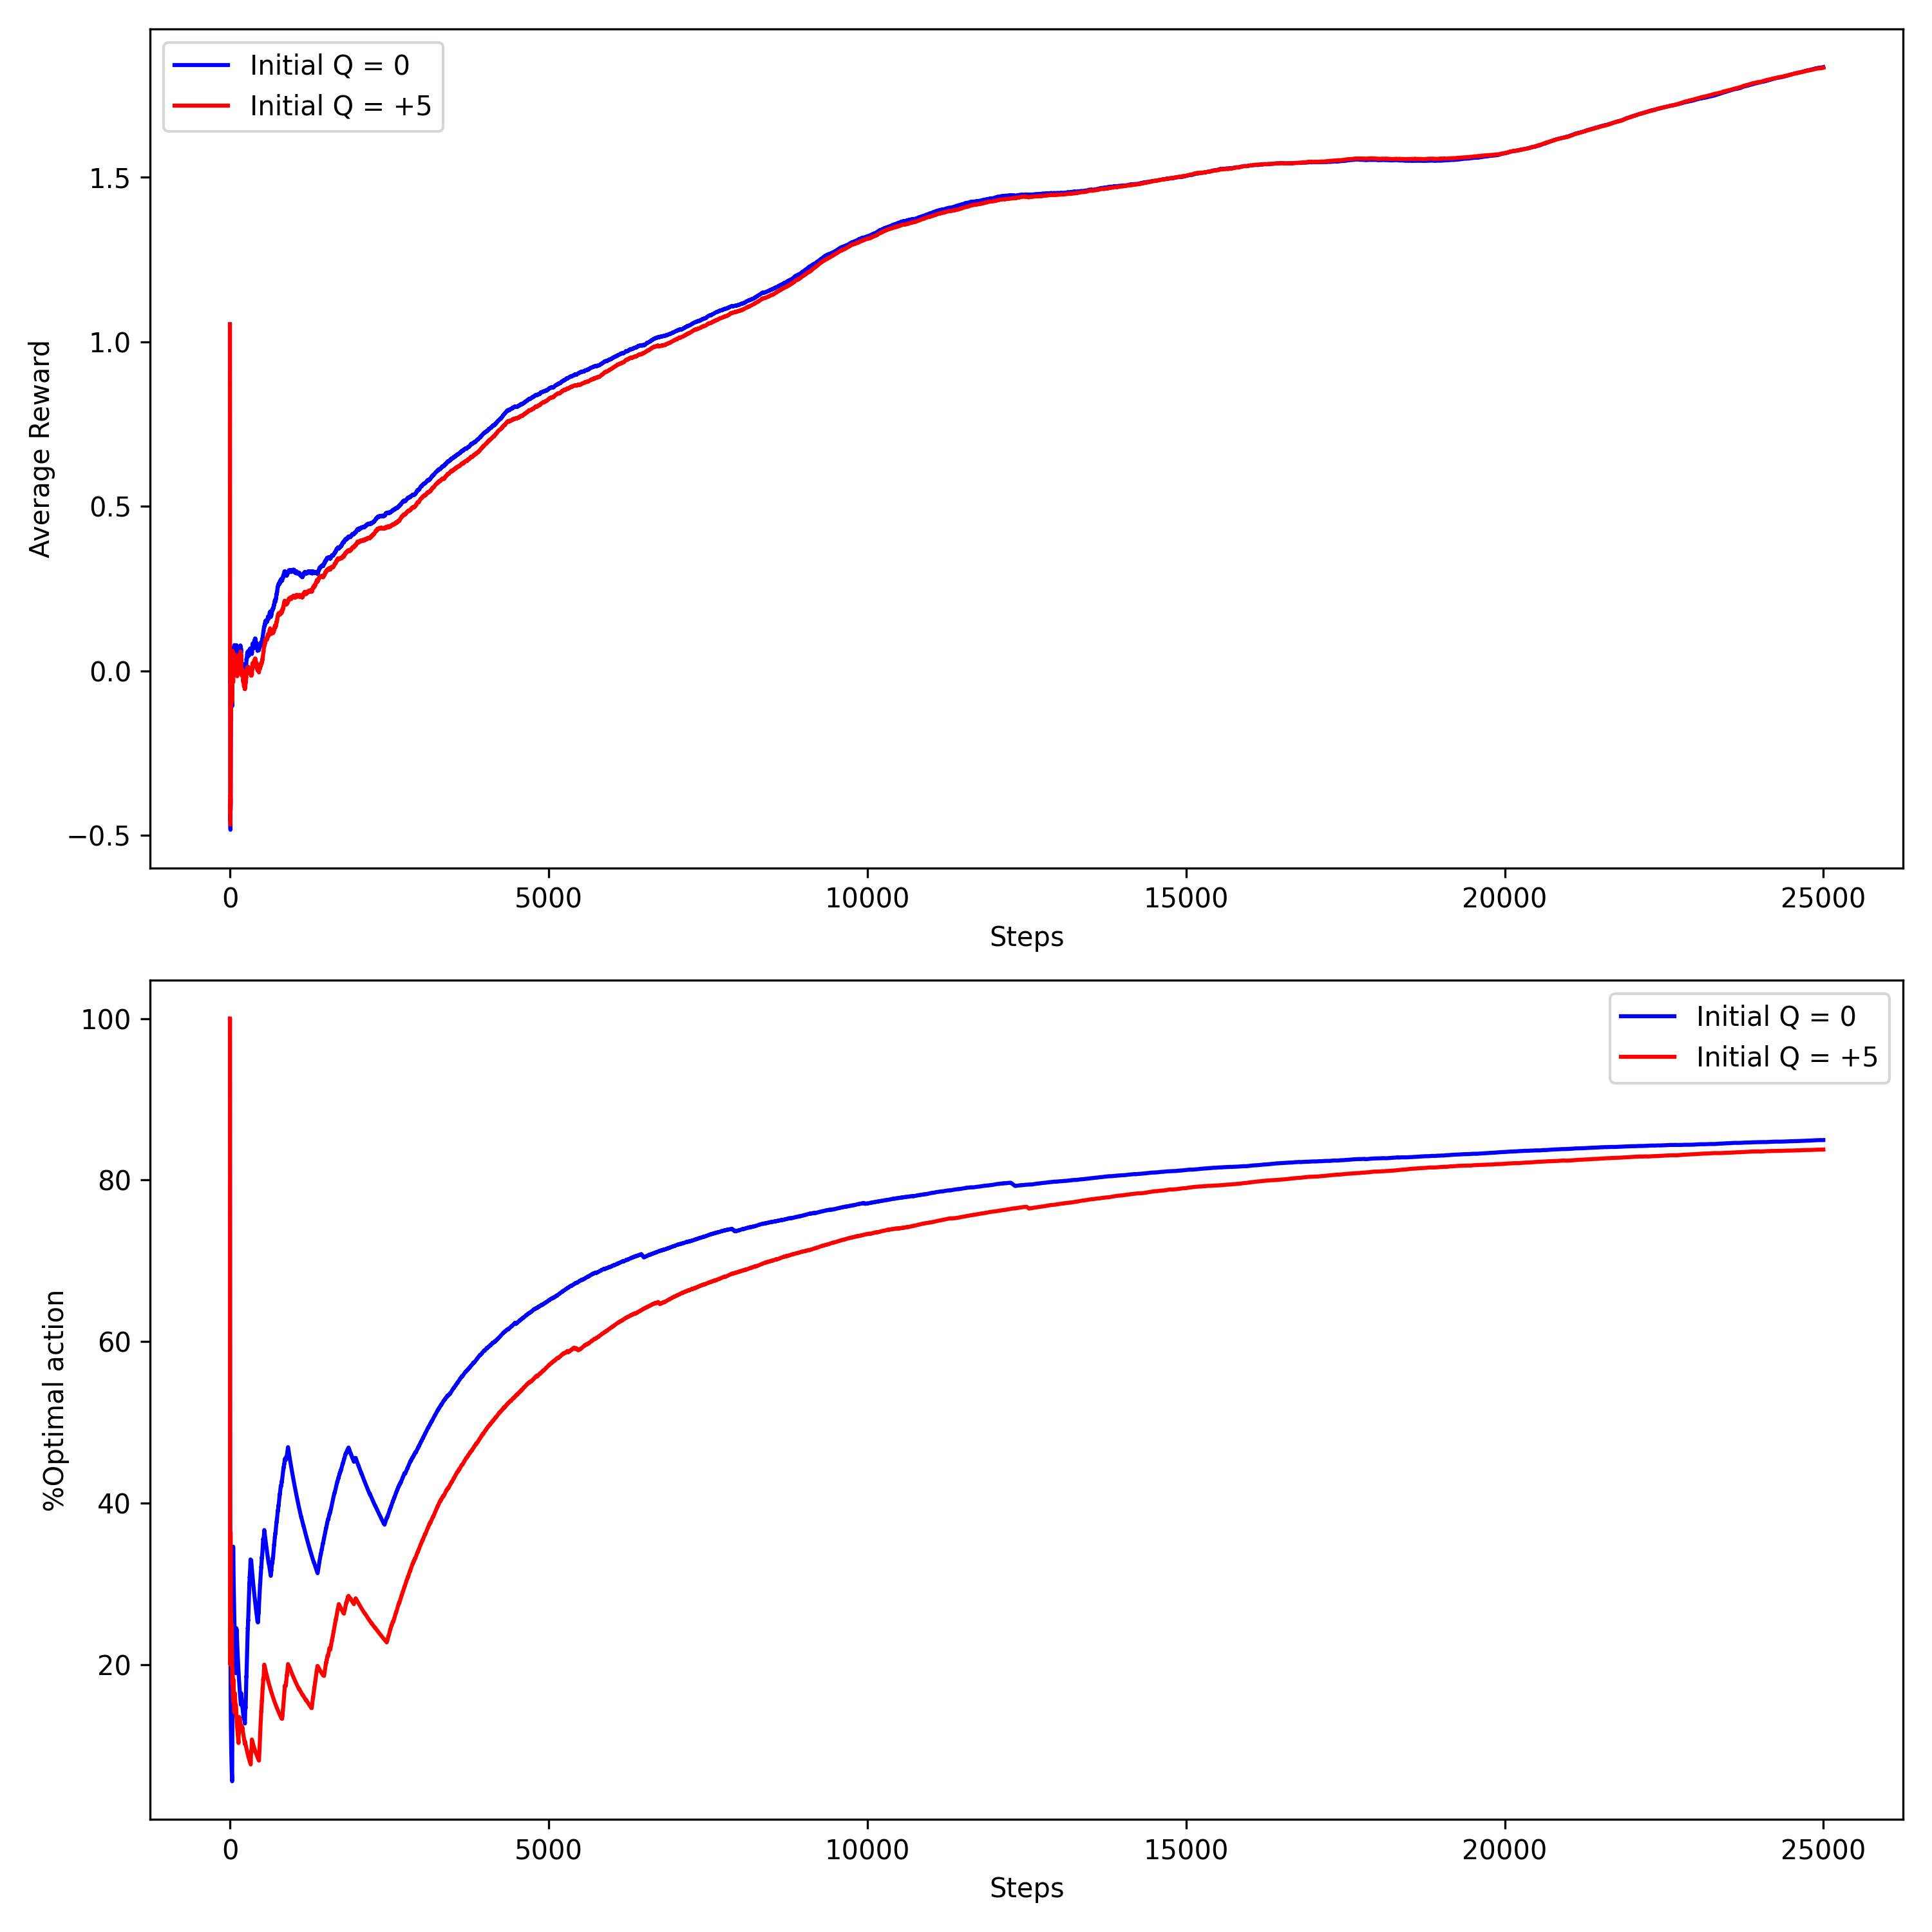 Initial Q = 0
Initial Q = +5
1.5
1.0
0.5
0.0
−0.5
Average Reward
0 5000 10000 15000 20000 25000
Steps
Initial Q = 0
Initial Q = +5
100
80
60
40
20
%Optimal action
0 5000 10000 15000 20000 25000
Steps